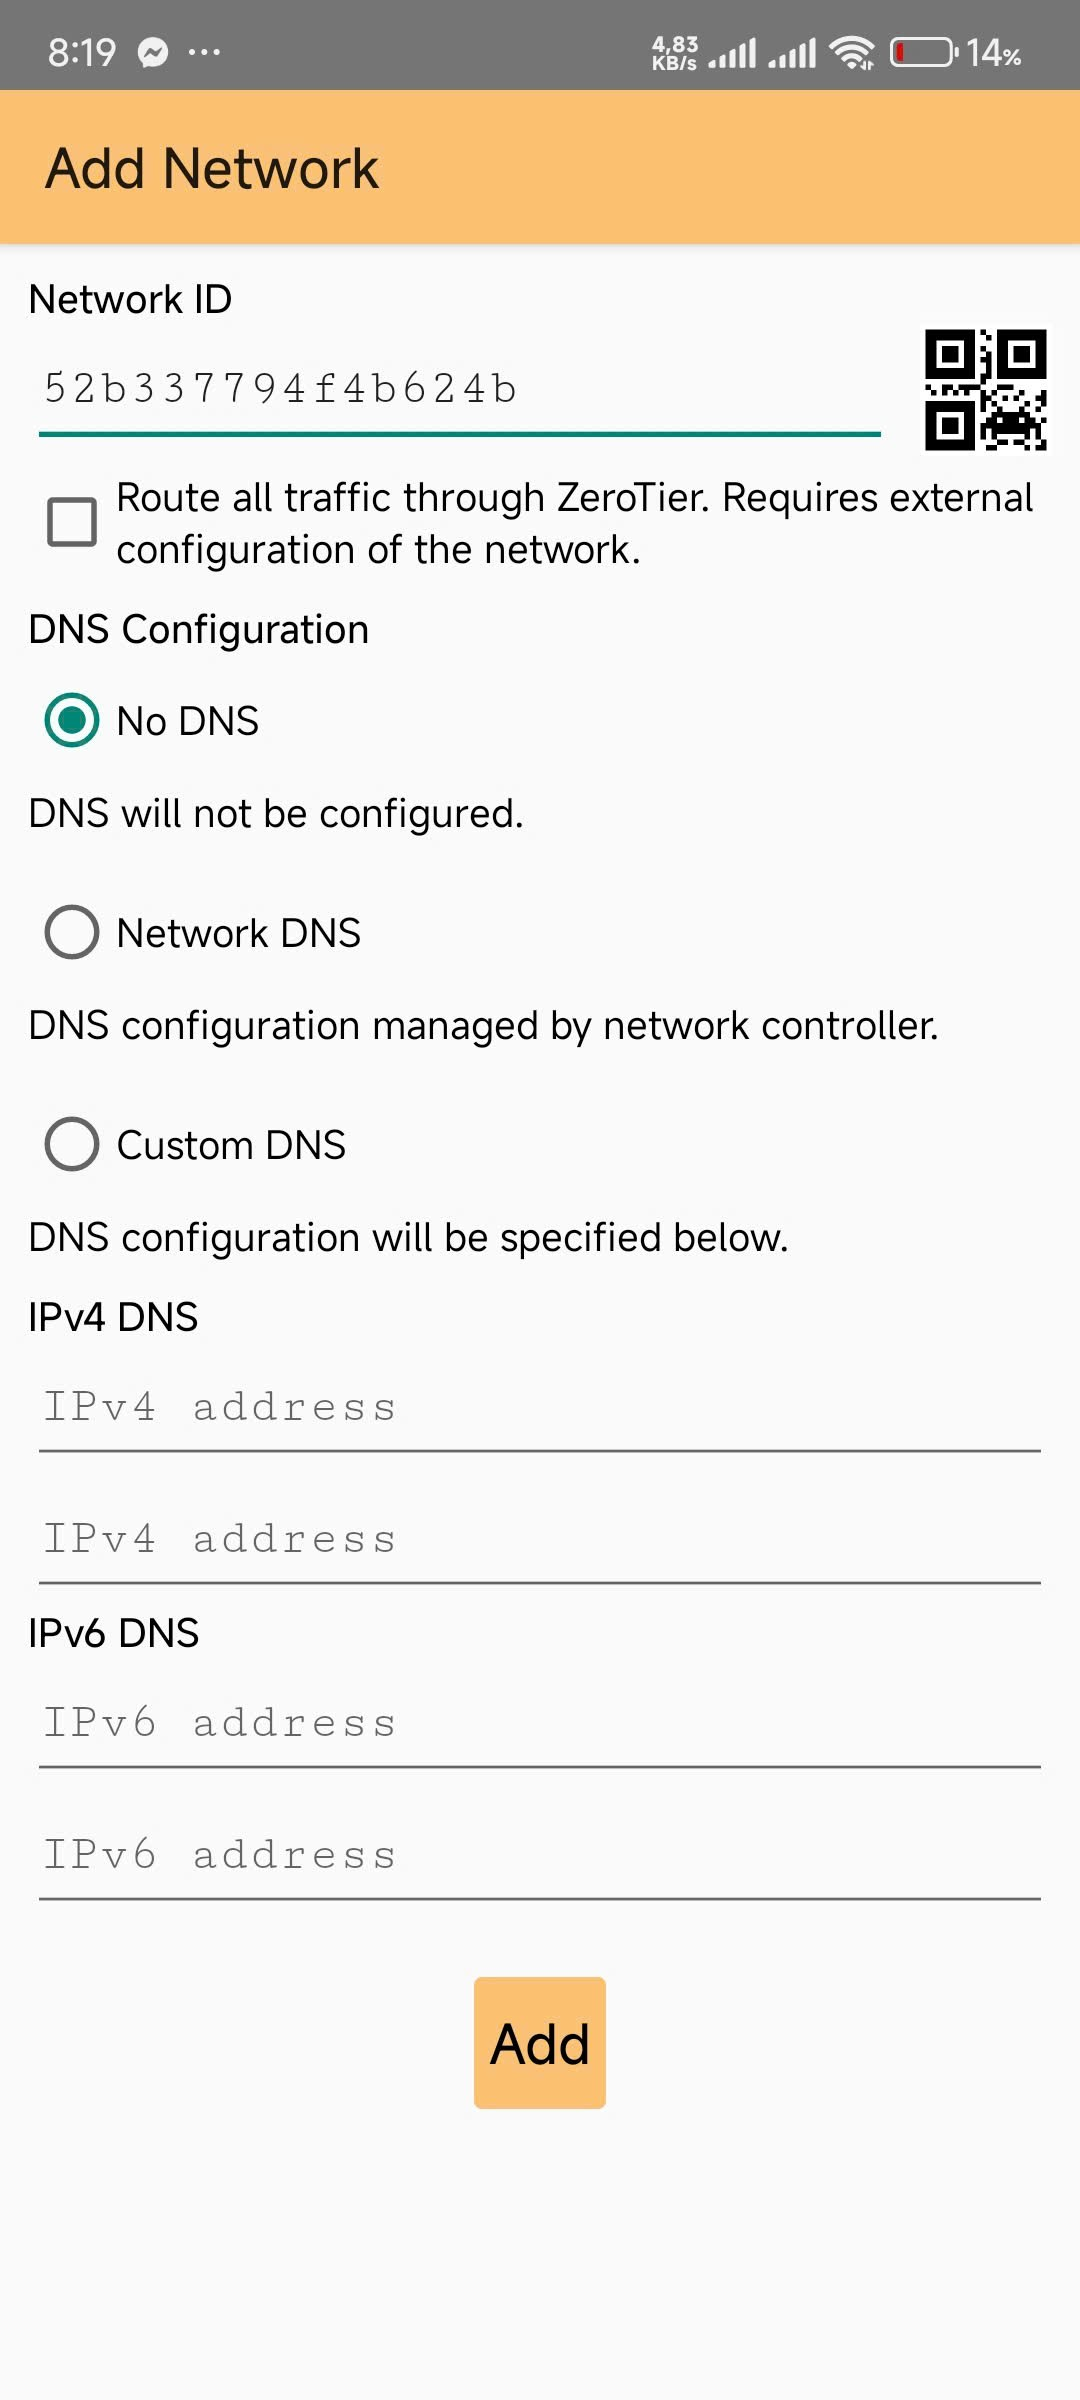 8:19 ... 4,83 KB/s 14%
Add Network
Network ID
52b337794f4b624b
Route all traffic through ZeroTier. Requires external
configuration of the network.
DNS Configuration
No DNS
DNS will not be configured.
Network DNS
DNS configuration managed by network controller.
Custom DNS
DNS configuration will be specified below.
IPv4 DNS
IPv4 address
IPv4 address
IPv6 DNS
IPv6 address
IPv6 address
Add